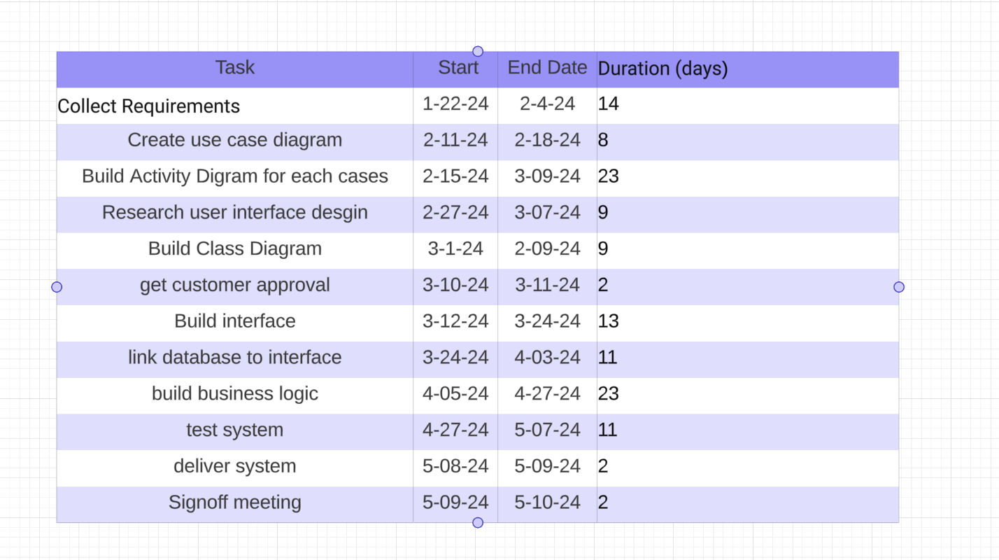 Task Start End Date Duration (days)
Collect Requirements 1-22-24 2-4-24 14
Create use case diagram 2-11-24 2-18-24 8
Build Activity Digram for each cases 2-15-24 3-09-24 23
Research user interface desgin 2-27-24 3-07-24 9
Build Class Diagram 3-1-24 2-09-24 9
get customer approval 3-10-24 3-11-24 2
Build interface 3-12-24 3-24-24 13
link database to interface 3-24-24 4-03-24 11
build business logic 4-05-24 4-27-24 23
test system 4-27-24 5-07-24 11
deliver system 5-08-24 5-09-24 2
Signoff meeting 5-09-24 5-10-24 2